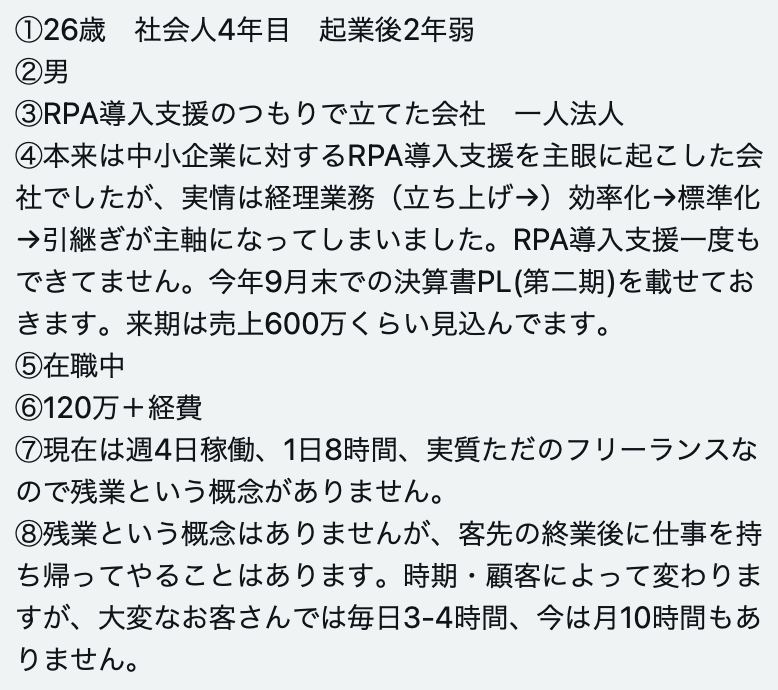 ①26歳　社会人4年目　起業後2年弱
②男
③RPA導入支援のつもりで立てた会社　一人法人
④本来は中小企業に対するRPA導入支援を主眼に起こした会
社でしたが、実情は経理業務（立ち上げ→）効率化→標準化
→引継ぎが主軸になってしまいました。RPA導入支援一度も
できてません。今年9月末での決算書PL(第二期)を載せてお
きます。来期は売上600万くらい見込んでます。
⑤在職中
⑥120万＋経費
⑦現在は週4日稼働、1日8時間、実質ただのフリーランスな
ので残業という概念がありません。
⑧残業という概念はありませんが、客先の終業後に仕事を持
ち帰ってやることはあります。時期・顧客によって変わりま
すが、大変なお客さんでは毎日3-4時間、今は月10時間もあ
りません。